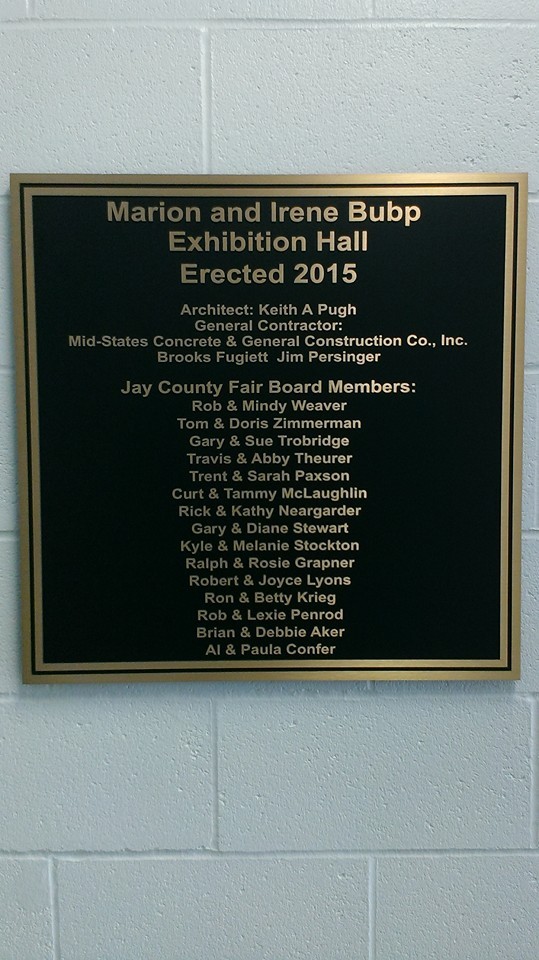 Marion and Irene Bubp
Exhibition Hall
Erected 2015
Architect: Keith A Pugh
General Contractor:
Mid-States Concrete & General Construction Co., Inc.
Brooks Fugiett Jim Persinger
Jay County Fair Board Members:
Rob & Mindy Weaver
Tom & Doris Zimmerman
Gary & Sue Trobridge
Travis & Abby Theurer
Trent & Sarah Paxson
Curt & Tammy McLaughlin
Rick & Kathy Neargarder
Gary & Diane Stewart
Kyle & Melanie Stockton
Ralph & Rosie Grapner
Robert & Joyce Lyons
Ron & Betty Krieg
Rob & Lexie Penrod
Brian & Debbie Aker
Al & Paula Confer